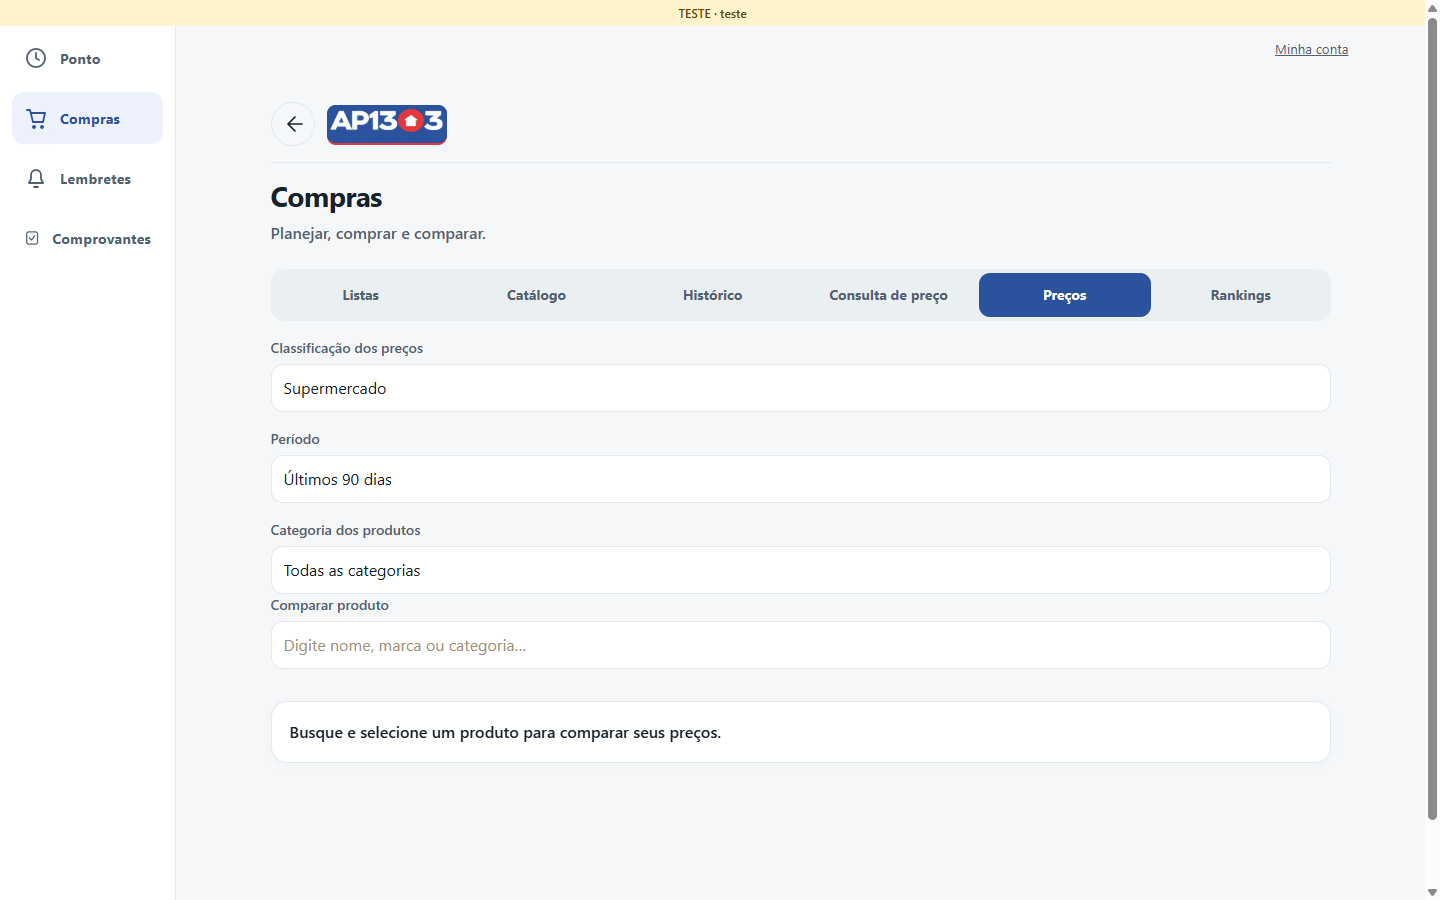 TESTE · teste
Minha conta
Ponto
Compras
Lembretes
Comprovantes
AP1303
Compras
Planejar, comprar e comparar.
Listas
Catálogo
Histórico
Consulta de preço
Preços
Rankings
Classificação dos preços
Supermercado
Período
Últimos 90 dias
Categoria dos produtos
Todas as categorias
Comparar produto
Digite nome, marca ou categoria...
Busque e selecione um produto para comparar seus preços.